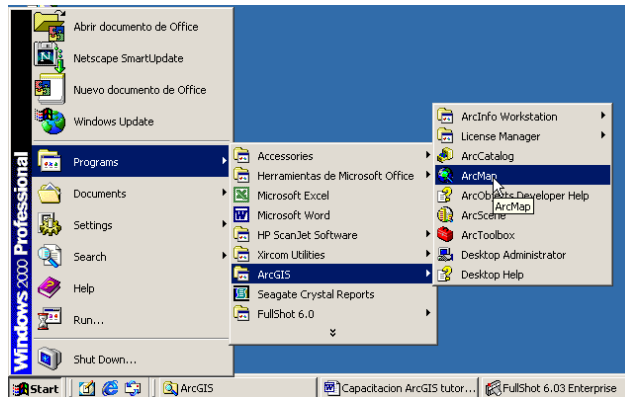 Abrir documento de Office
Netscape SmartUpdate
Nuevo documento de Office
Windows Update
Programs
Documents
Settings
Search
Help
Run...
Shut Down...
Windows 2000 Professional
Accessories
Herramientas de Microsoft Office
Microsoft Excel
Microsoft Word
HP ScanJet Software
Xircom Utilities
ArcGIS
Seagate Crystal Reports
FullShot 6.0
ArcInfo Workstation
License Manager
ArcCatalog
ArcMap
ArcObjects Developer Help
ArcMap
ArcScene
ArcToolbox
Desktop Administrator
Desktop Help
Start
ArcGIS
Capacitacion ArcGIS tutor...
FullShot 6.03 Enterprise